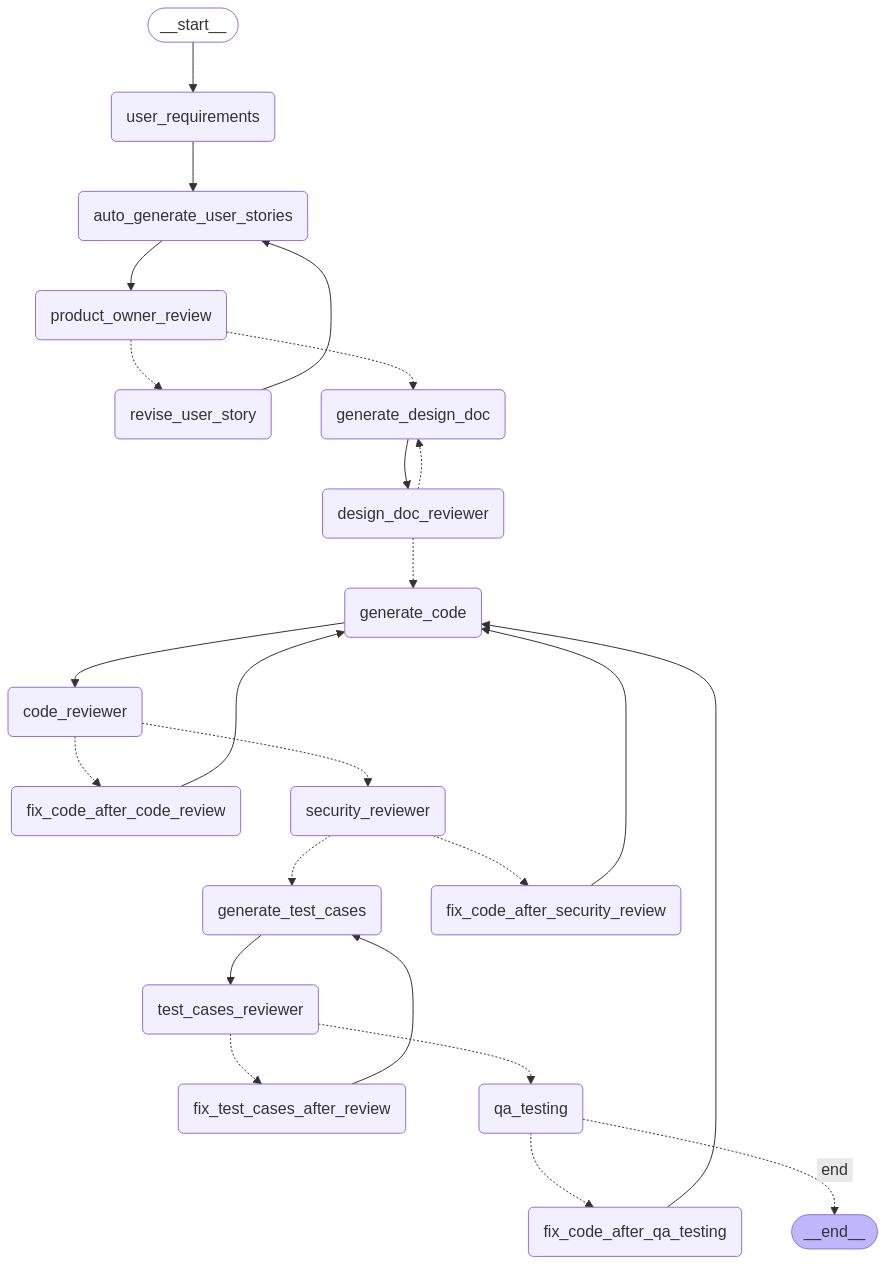 __start__
user_requirements
auto_generate_user_stories
product_owner_review
revise_user_story
generate_design_doc
design_doc_reviewer
generate_code
code_reviewer
fix_code_after_code_review
security_reviewer
generate_test_cases
fix_code_after_security_review
test_cases_reviewer
fix_test_cases_after_review
qa_testing
end
fix_code_after_qa_testing
__end__